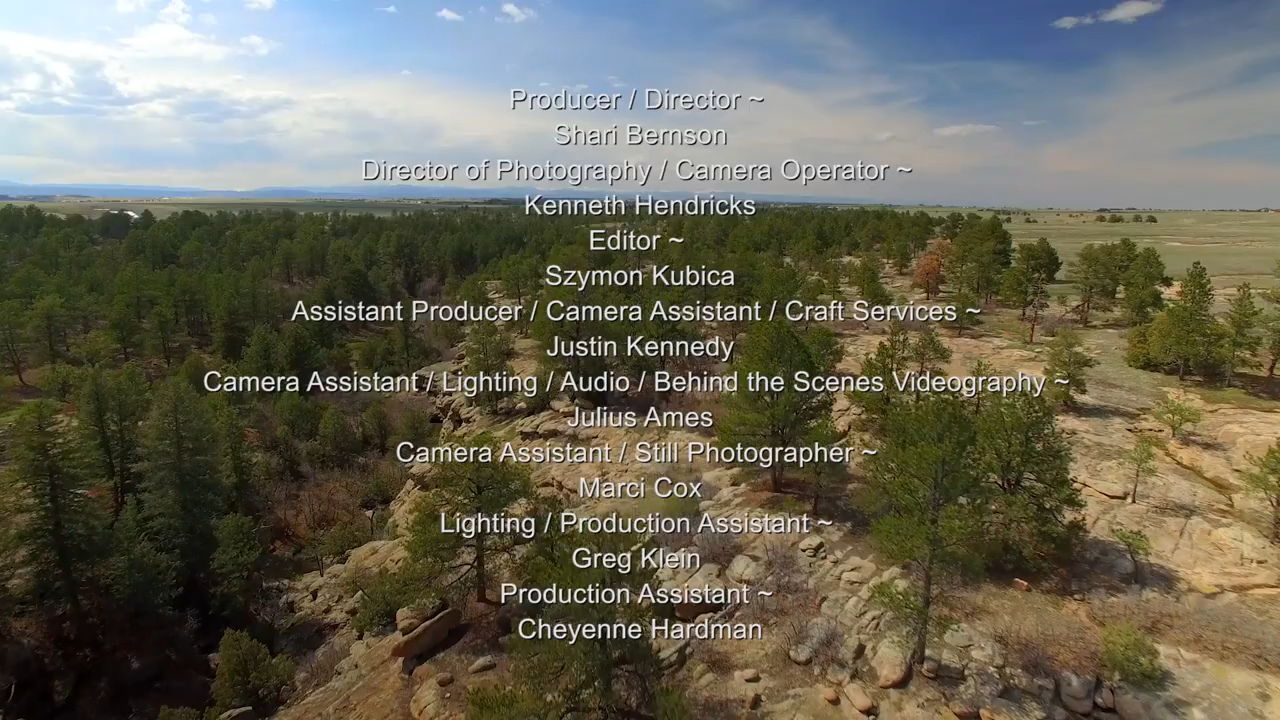 Producer / Director ~
Shari Bernson
Director of Photography / Camera Operator ~
Kenneth Hendricks
Editor ~
Szymon Kubica
Assistant Producer / Camera Assistant / Craft Services ~
Justin Kennedy
Camera Assistant / Lighting / Audio / Behind the Scenes Videography ~
Julius Ames
Camera Assistant / Still Photographer ~
Marci Cox
Lighting / Production Assistant ~
Greg Klein
Production Assistant ~
Cheyenne Hardman